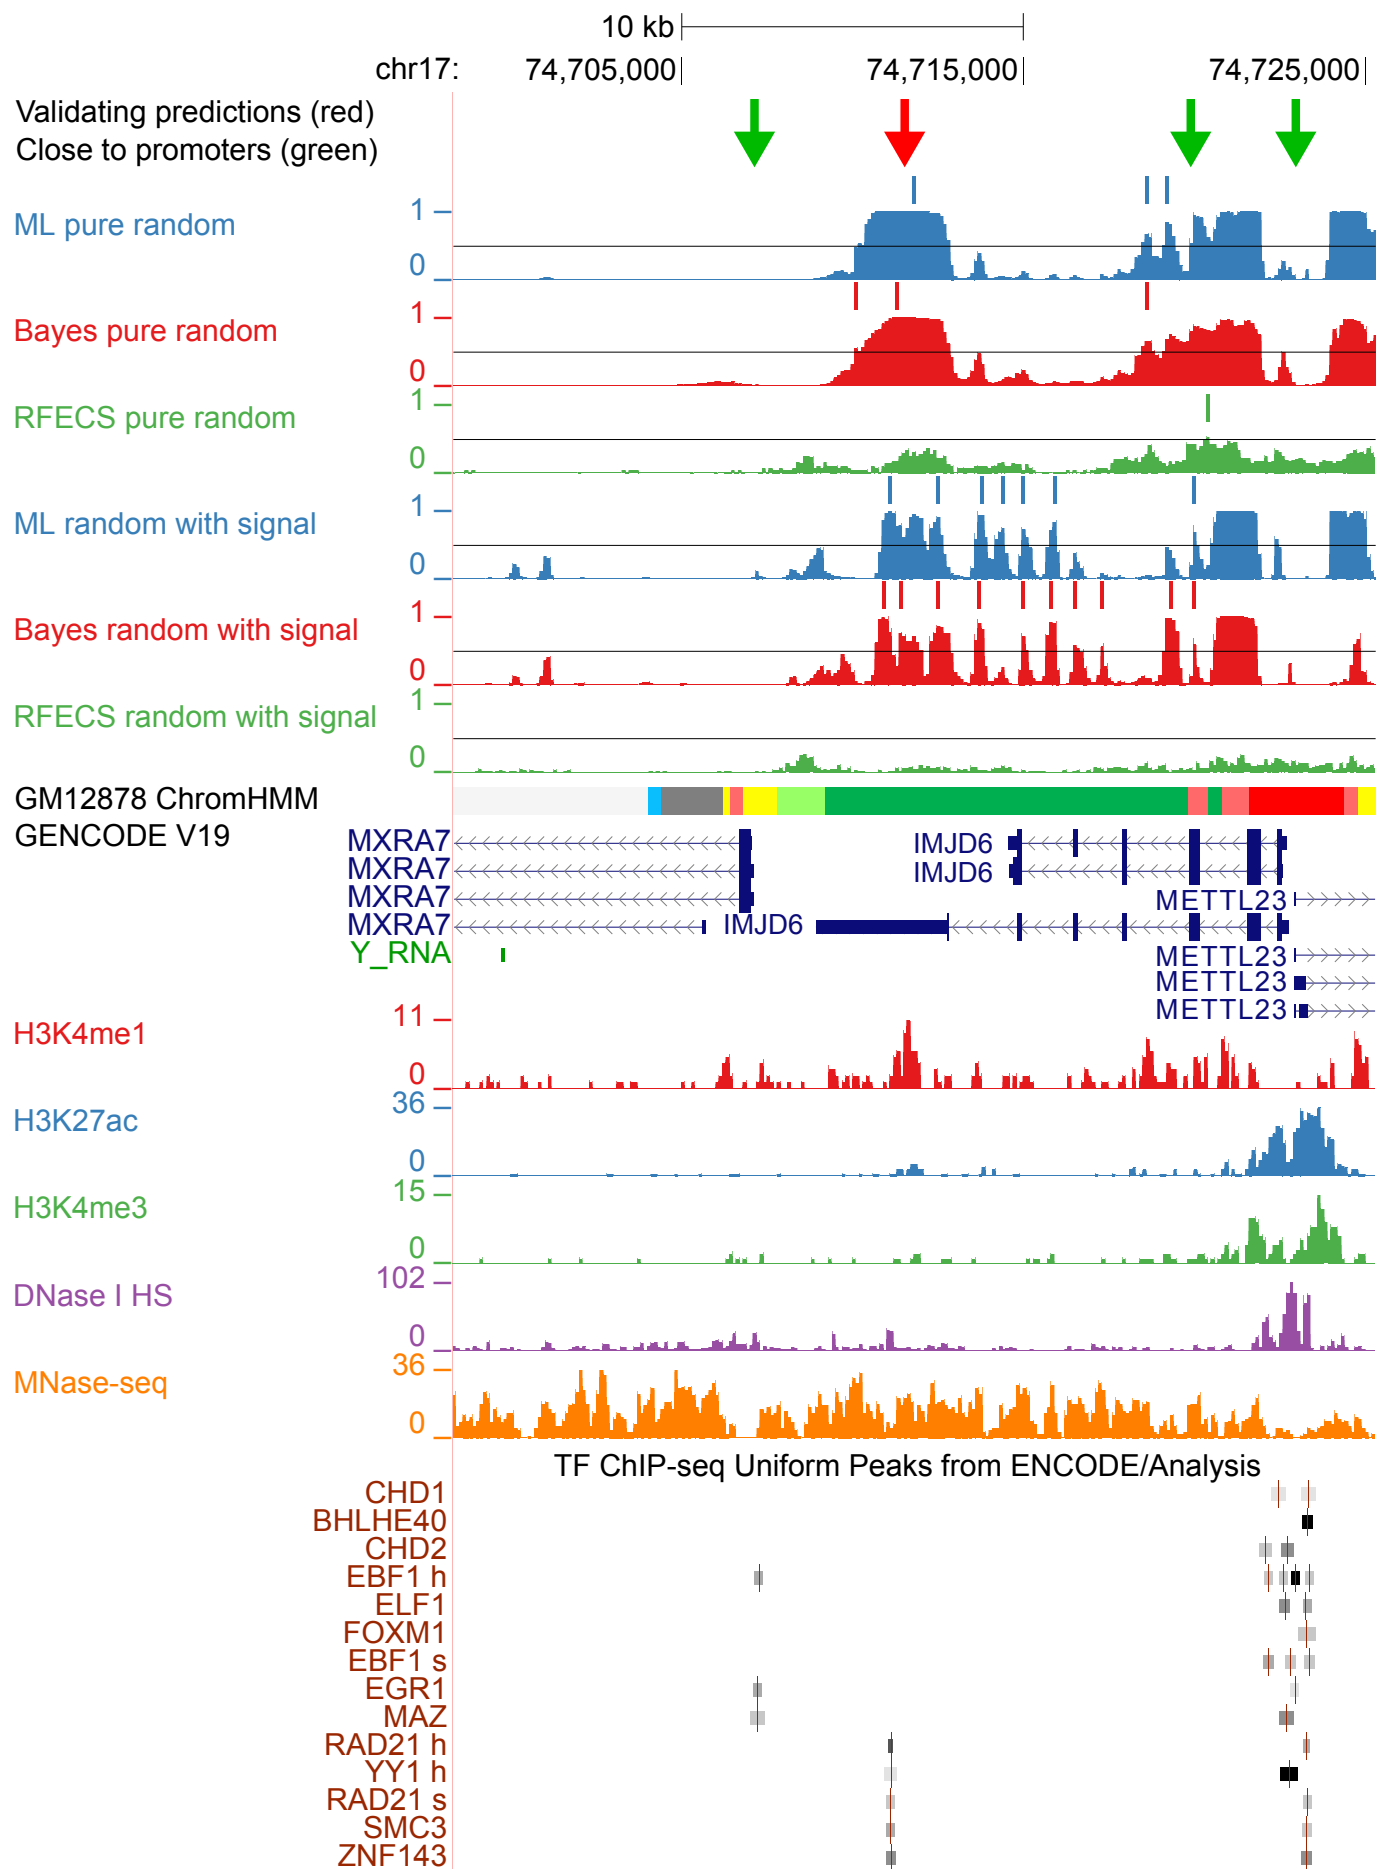 10 kb
chr17: 74,705,000 74,715,000 74,725,000
Validating predictions (red)
Close to promoters (green)
ML pure random 1 0
Bayes pure random 1 0
RFECS pure random 1 0
ML random with signal 1 0
Bayes random with signal 1 0
RFECS random with signal 1 0
GM12878 ChromHMM
GENCODE V19
MXRA7 IMJD6
MXRA7 IMJD6
MXRA7 METTL23
MXRA7 IMJD6
Y_RNA METTL23
METTL23
METTL23
H3K4me1 11 0
H3K27ac 36 0
H3K4me3 15 0
DNase I HS 102 0
MNase-seq 36 0
TF ChIP-seq Uniform Peaks from ENCODE/Analysis
CHD1
BHLHE40
CHD2
EBF1 h
ELF1
FOXM1
EBF1 s
EGR1
MAZ
RAD21 h
YY1 h
RAD21 s
SMC3
ZNF143